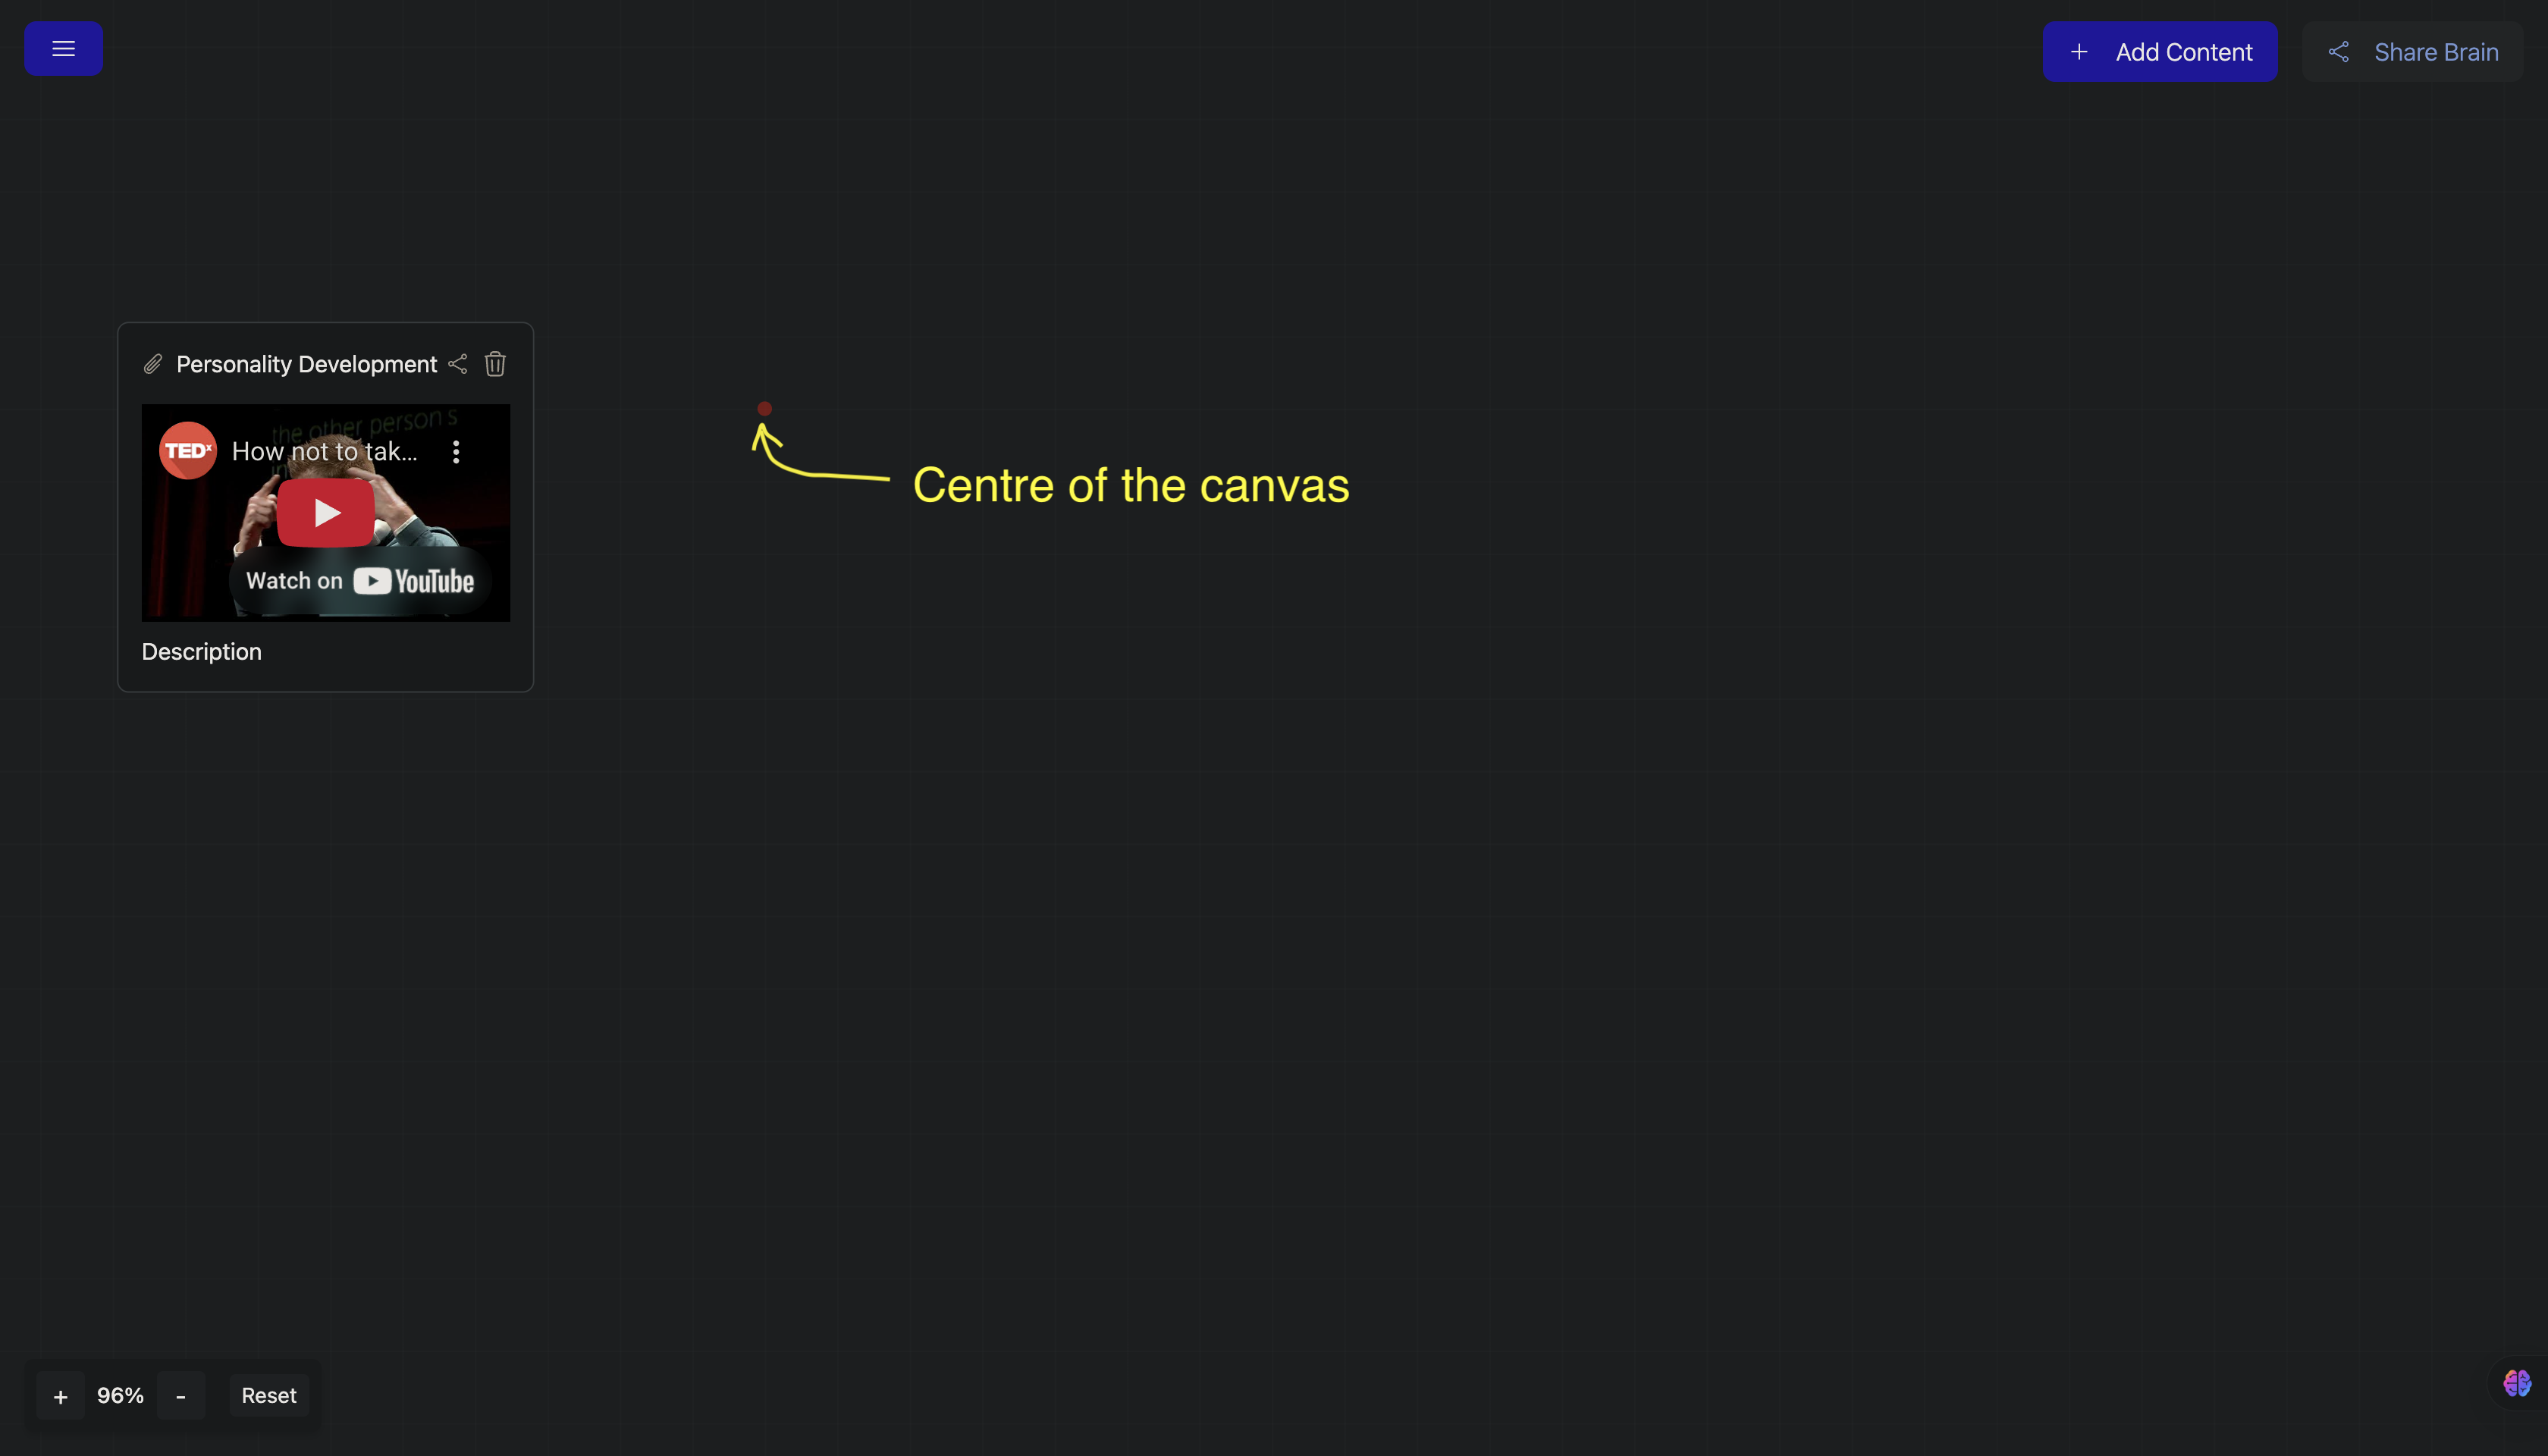 Add Content
Share Brain
Personality Development
the other person s
TEDx
How not to tak...
Watch on YouTube
Description
Centre of the canvas
+ 96% - Reset